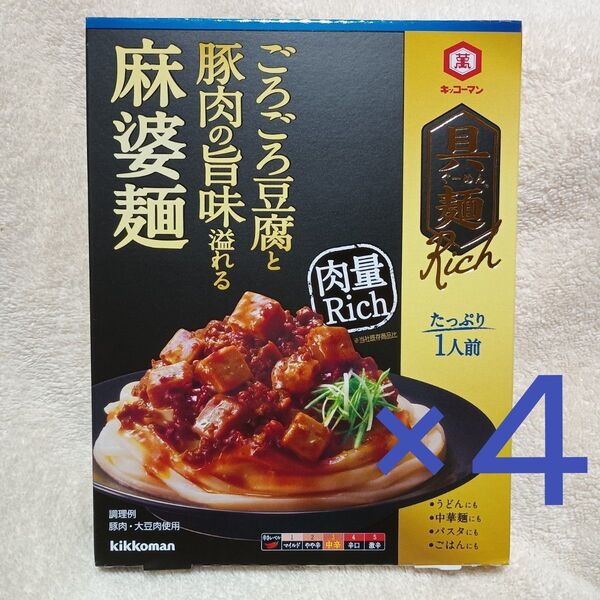 ごろごろ豆腐と
豚肉の旨味溢れる
麻婆麺
萬
キッコーマン
具麺
ぐーめん
Rich
肉量
Rich
※当社既存商品比
たっぷり
1人前
×4
・うどんにも
・中華麺にも
・パスタにも
・ごはんにも
調理例
豚肉・大豆肉使用
kikkoman
辛さレベル
1 2 3 4 5
マイルド やや辛 中辛 辛口 激辛